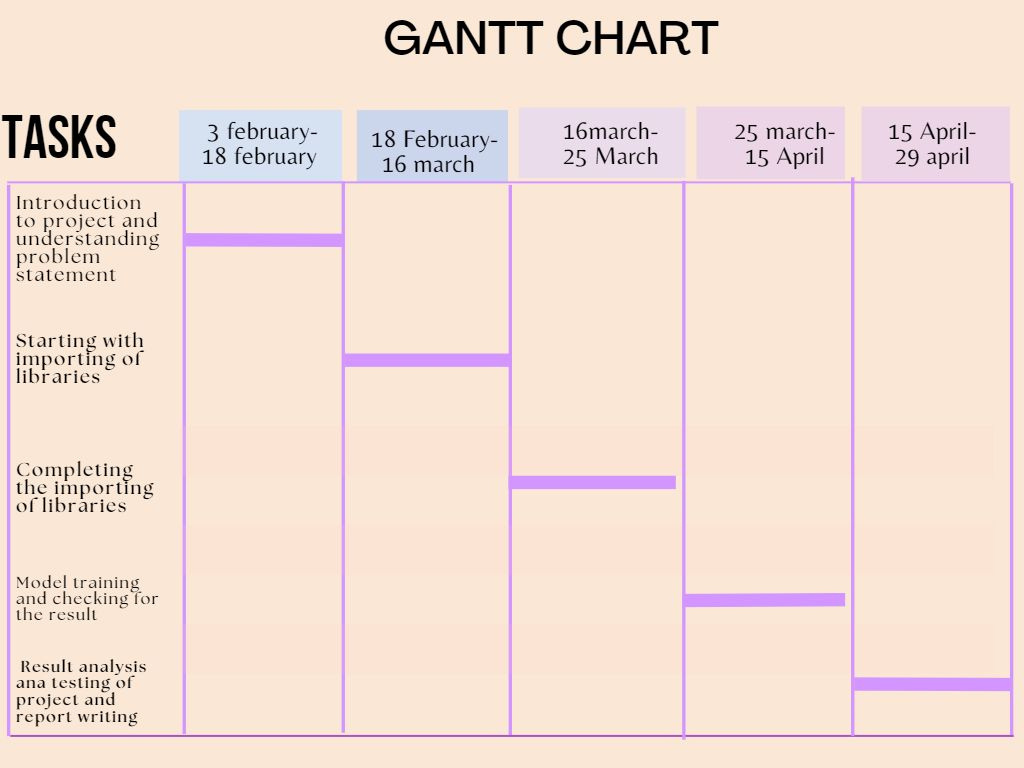 GANTT CHART
TASKS
3 february-
18 february
18 February-
16 march
16march-
25 March
25 march-
15 April
15 April-
29 april
Introduction
to project and
understanding
problem
statement
Starting with
importing of
libraries
Completing
the importing
of libraries
Model training
and checking for
the result
Result analysis
ana testing of
project and
report writing